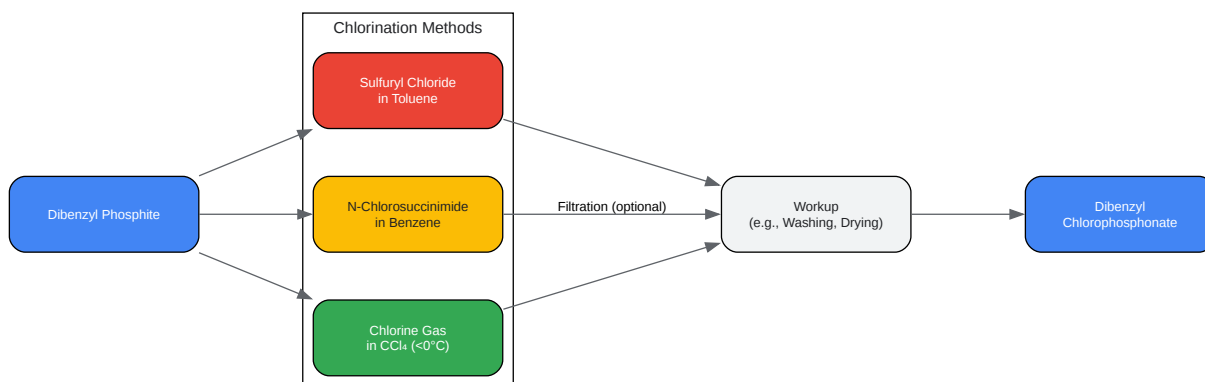 Chlorination Methods
Sulfuryl Chloride
in Toluene
Dibenzyl Phosphite
N-Chlorosuccinimide
in Benzene
Filtration (optional)
Workup
(e.g., Washing, Drying)
Dibenzyl
Chlorophosphonate
Chlorine Gas
in CCl₄ (<0°C)